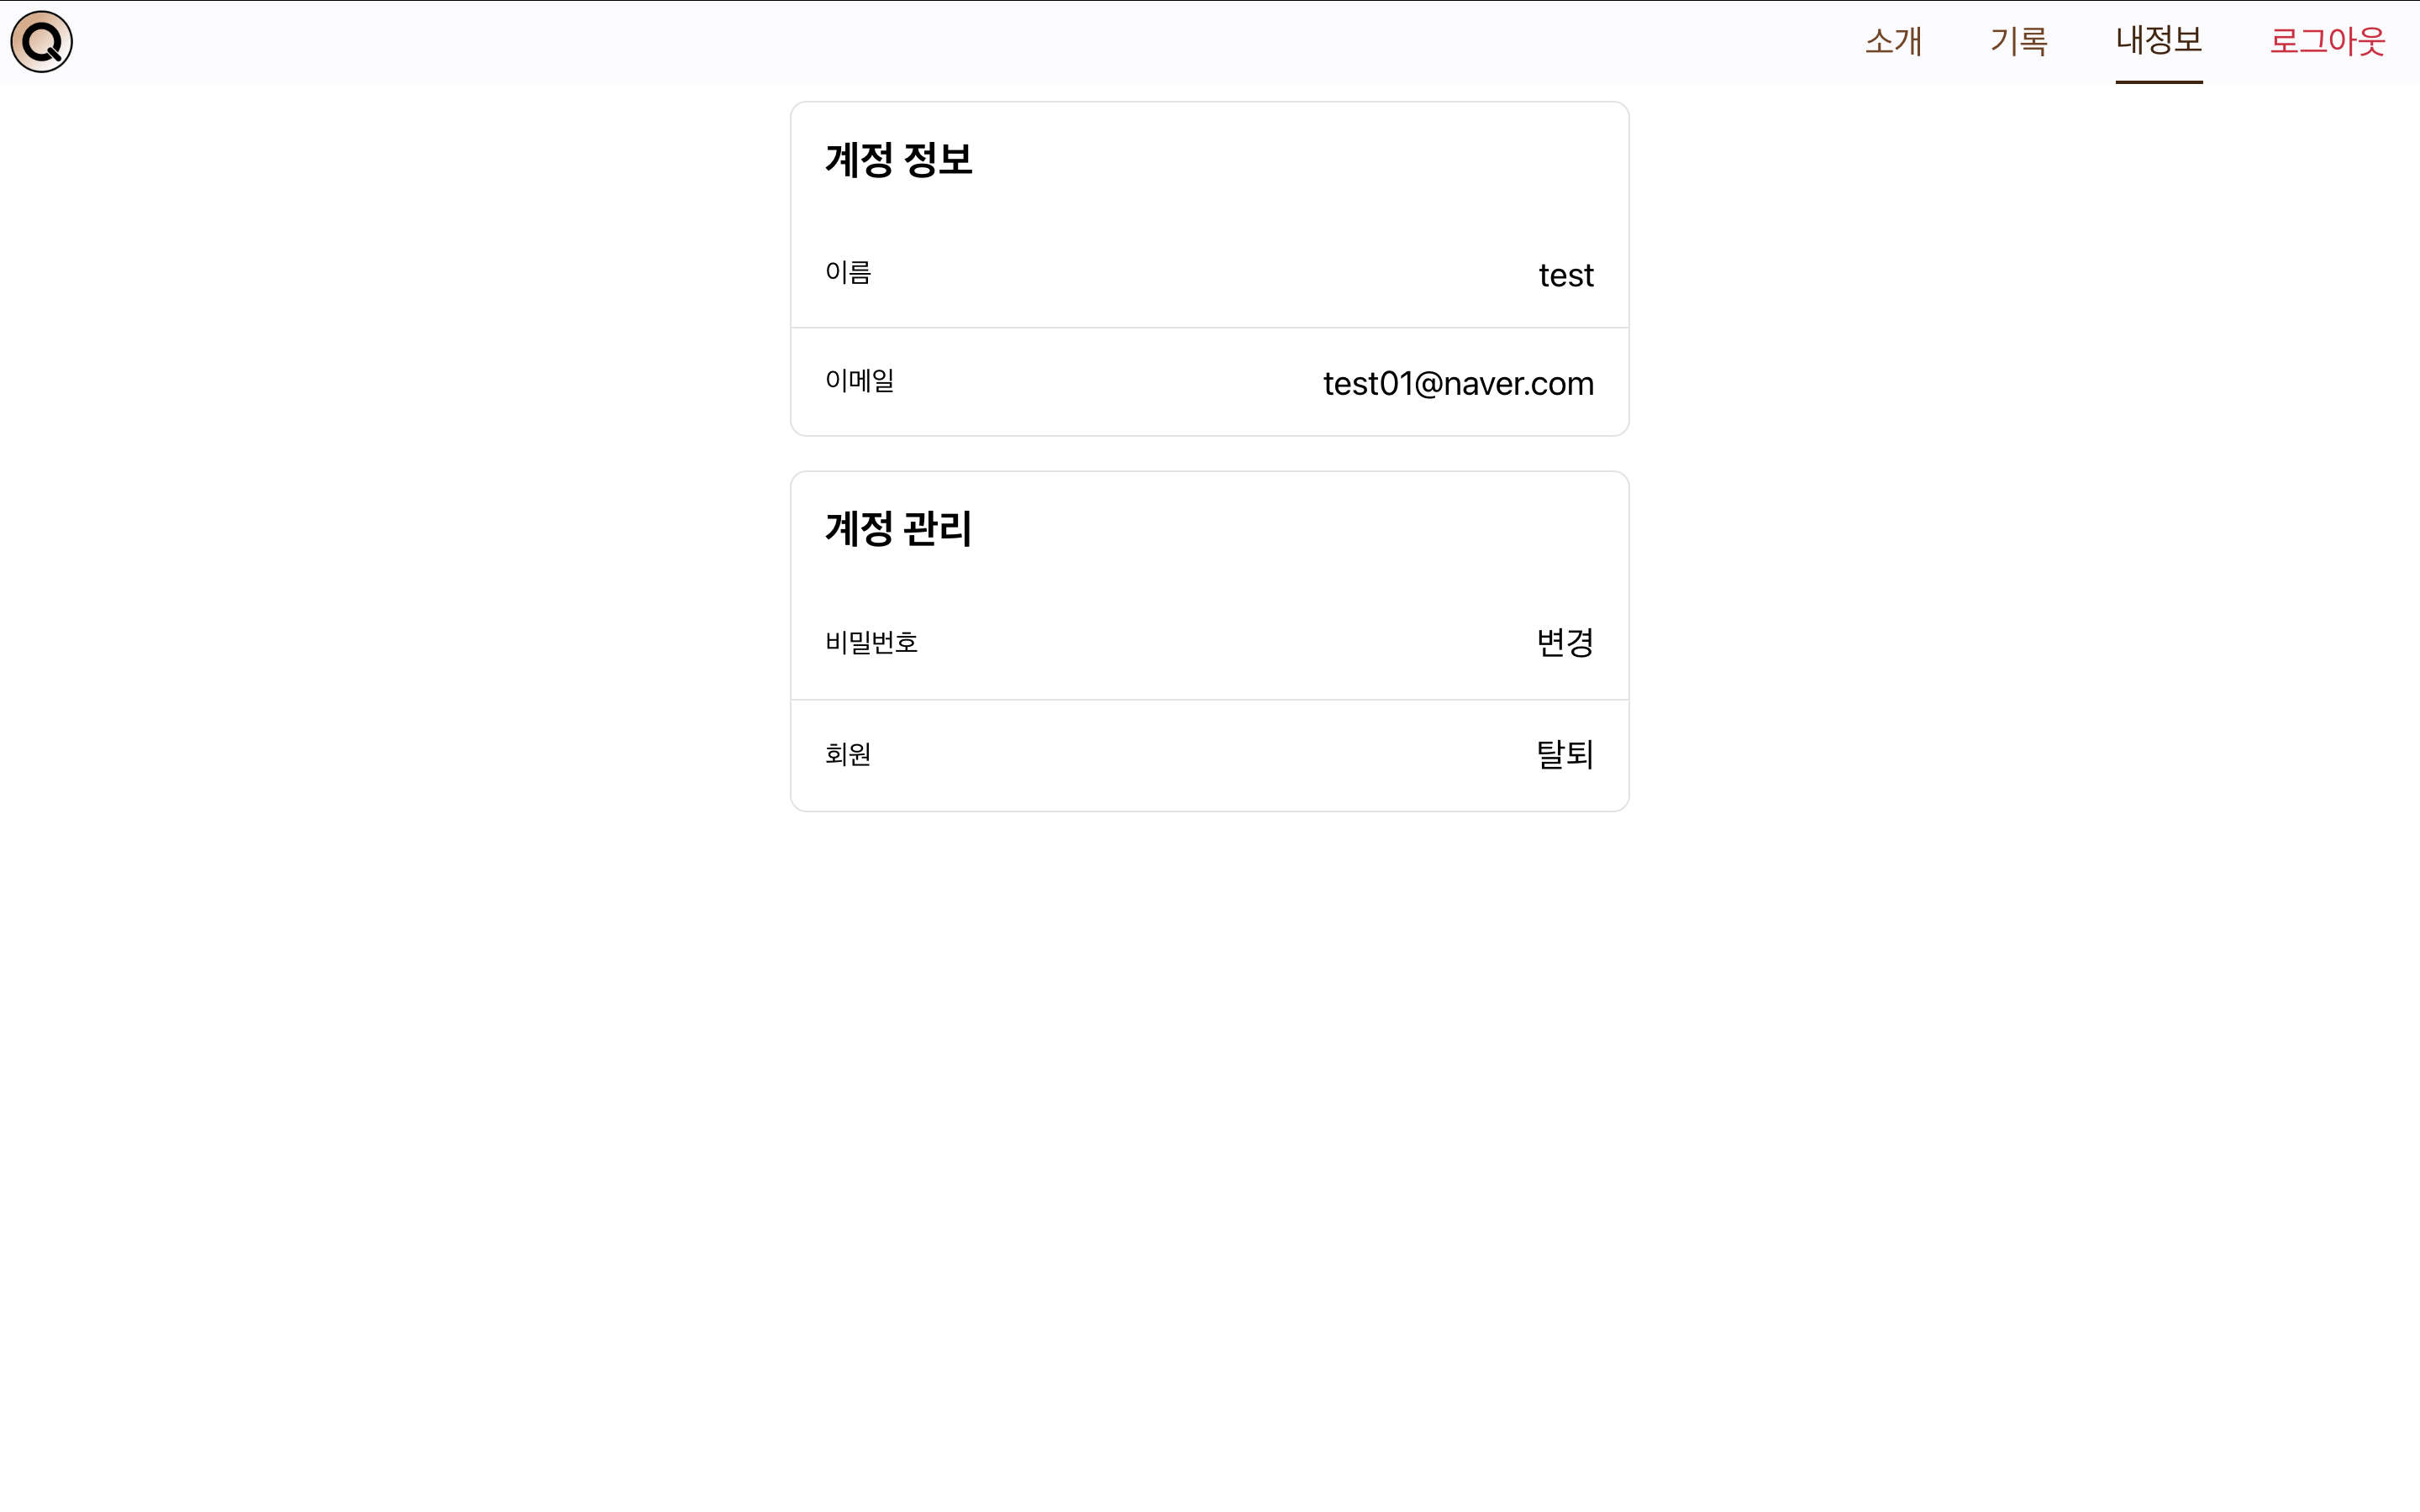 Q
소개 기록 내정보 로그아웃
계정 정보
이름 test
이메일 test01@naver.com
계정 관리
비밀번호 변경
회원 탈퇴